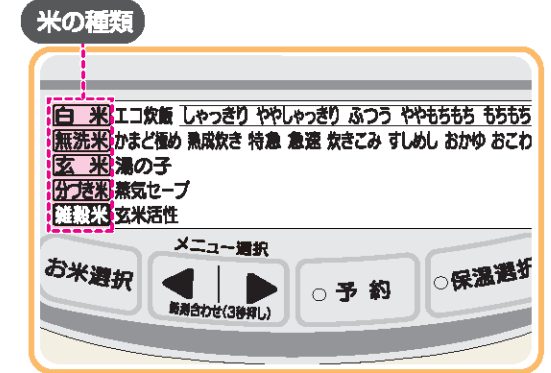 米の種類
白 米 エコ炊飯 しゃっきり ややしゃっきり ふつう ややもちもち もちもち
無洗米 かまど極め 熟成炊き 特急 急速 炊きこみ すしめし おかゆ おこわ
玄 米 湯の子
分づき米 蒸気セーブ
雑穀米 玄米活性
メニュー選択
お米選択
時刻合わせ(3秒押し)
予 約
保温選択